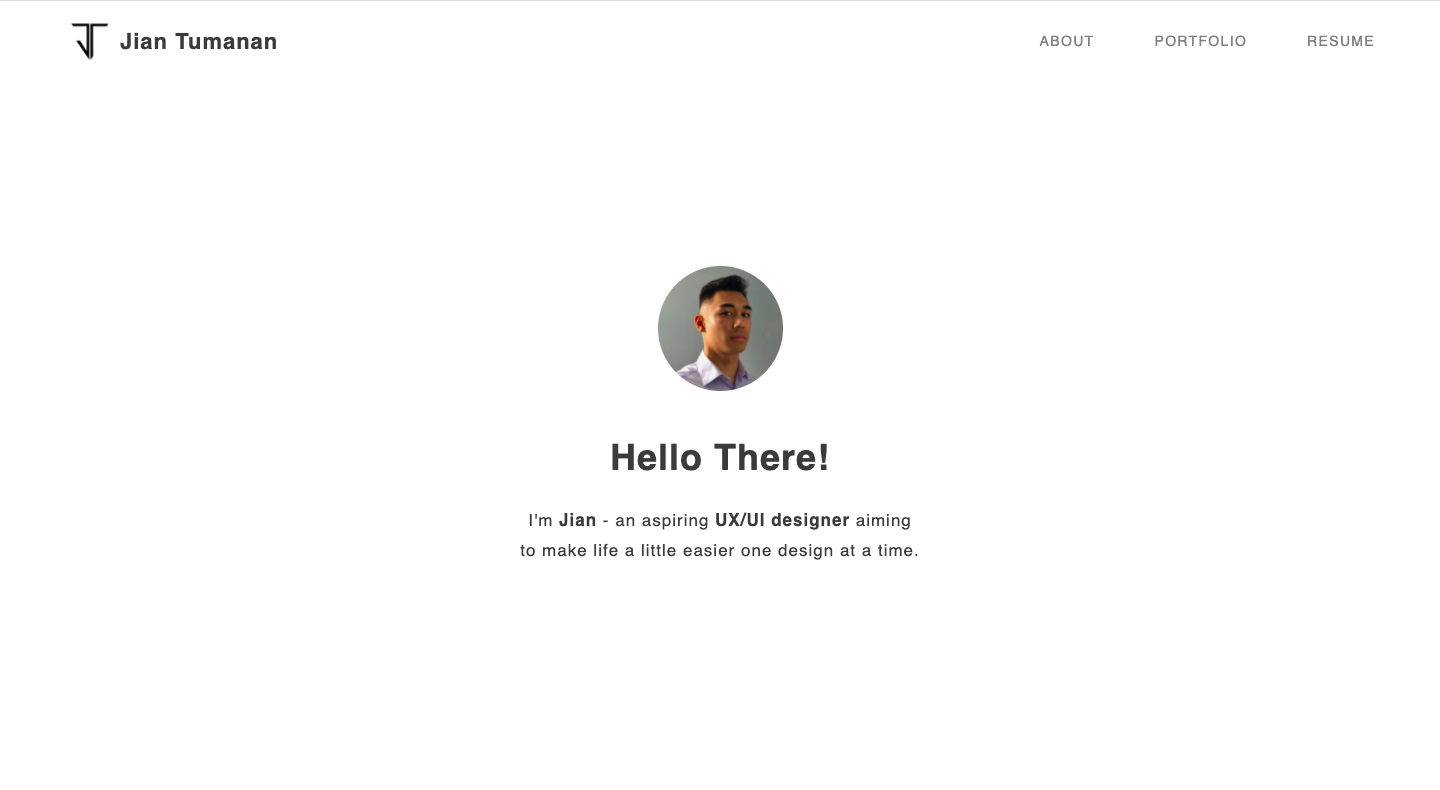 JT Jian Tumanan
ABOUT PORTFOLIO RESUME
Hello There!
I'm Jian - an aspiring UX/UI designer aiming
to make life a little easier one design at a time.